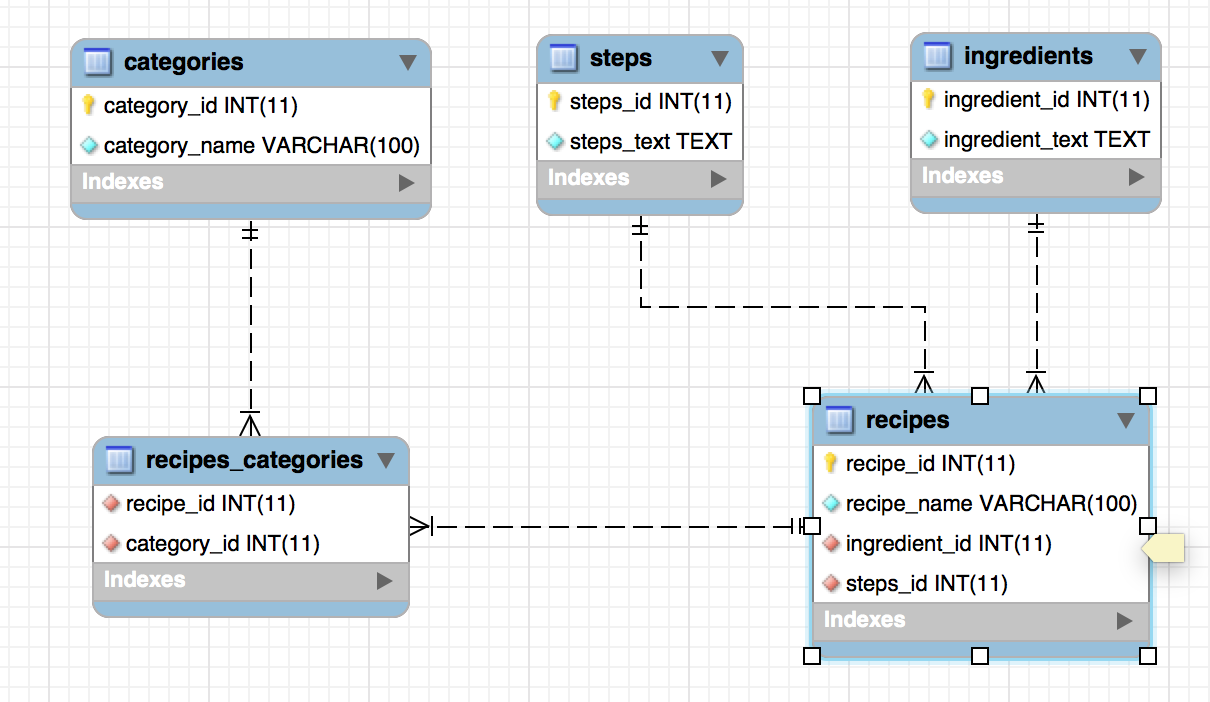 categories
category_id INT(11)
category_name VARCHAR(100)
Indexes
steps
steps_id INT(11)
steps_text TEXT
Indexes
ingredients
ingredient_id INT(11)
ingredient_text TEXT
Indexes
recipes_categories
recipe_id INT(11)
category_id INT(11)
Indexes
recipes
recipe_id INT(11)
recipe_name VARCHAR(100)
ingredient_id INT(11)
steps_id INT(11)
Indexes